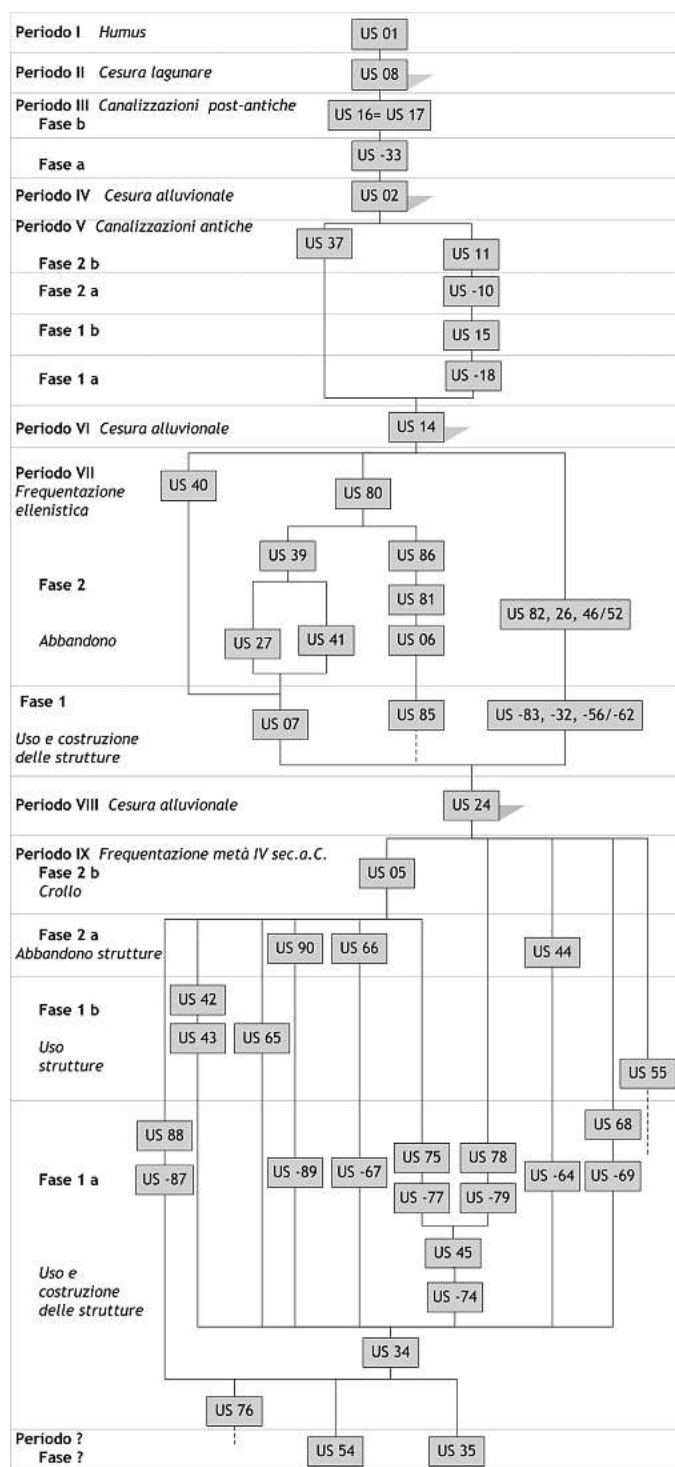 Periodo I Humus
US 01
Periodo II Cesura lagunare
US 08
Periodo III Canalizzazioni post-antiche
Fase b
US 16= US 17
Fase a
US -33
Periodo IV Cesura alluvionale
US 02
Periodo V Canalizzazioni antiche
US 37
Fase 2 b
US 11
Fase 2 a
US -10
Fase 1 b
US 15
Fase 1 a
US -18
Periodo VI Cesura alluvionale
US 14
Periodo VII
Frequentazione
ellenistica
US 40
US 80
US 39
US 86
Fase 2
US 81
US 82, 26, 46/52
Abbandono
US 27
US 41
US 06
Fase 1
US 07
US 85
US -83, -32, -56/-62
Uso e costruzione
delle strutture
Periodo VIII Cesura alluvionale
US 24
Periodo IX Frequentazione metà IV sec.a.C.
Fase 2 b
Crollo
US 05
Fase 2 a
Abbandono strutture
US 90
US 66
US 44
US 42
Fase 1 b
US 43
US 65
Uso
strutture
US 55
US 68
US 88
US 75
US 78
Fase 1 a
US -87
US -89
US -67
US -77
US -79
US -64
US -69
US 45
Uso e
costruzione
delle strutture
US -74
US 34
US 76
Periodo ?
Fase ?
US 54
US 35